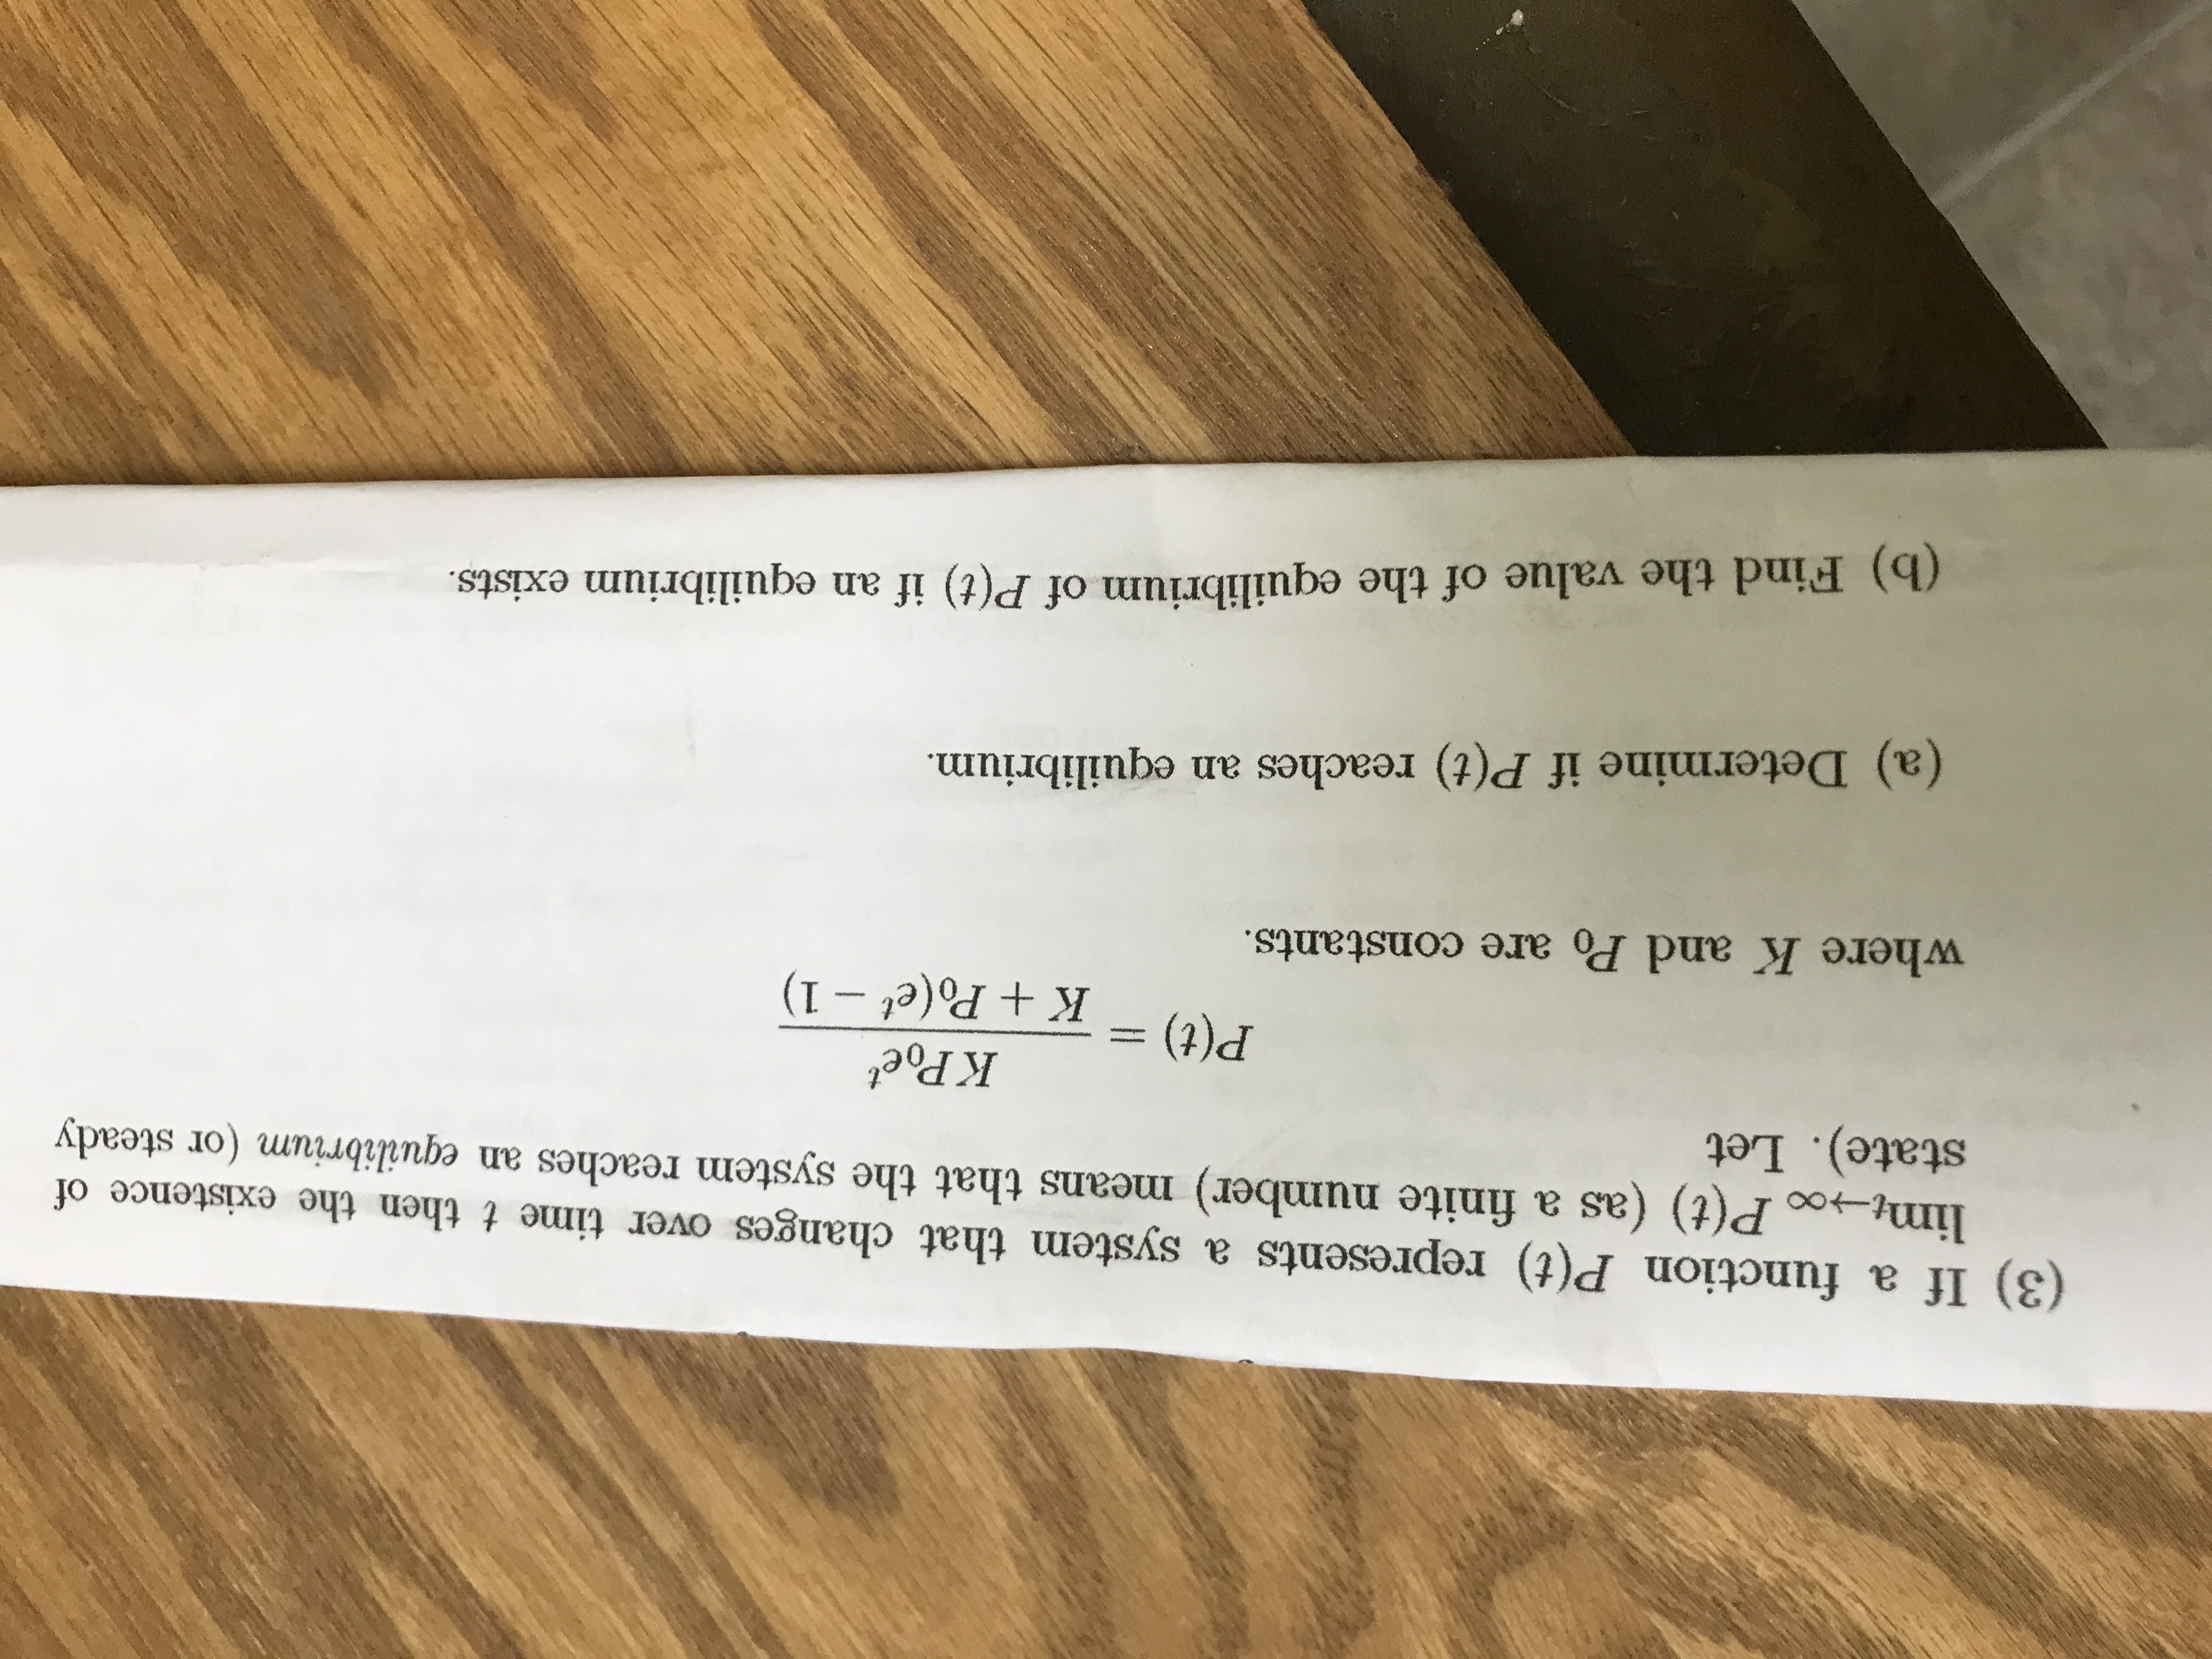 (3) If a function P(t) represents a system that changes over time t then the existence of
lim_{t→∞} P(t) (as a finite number) means that the system reaches an equilibrium (or steady
state). Let
P(t) = \frac{KP_0e^t}{K + P_0(e^t − 1)}
where K and P_0 are constants.
(a) Determine if P(t) reaches an equilibrium.
(b) Find the value of the equilibrium of P(t) if an equilibrium exists.